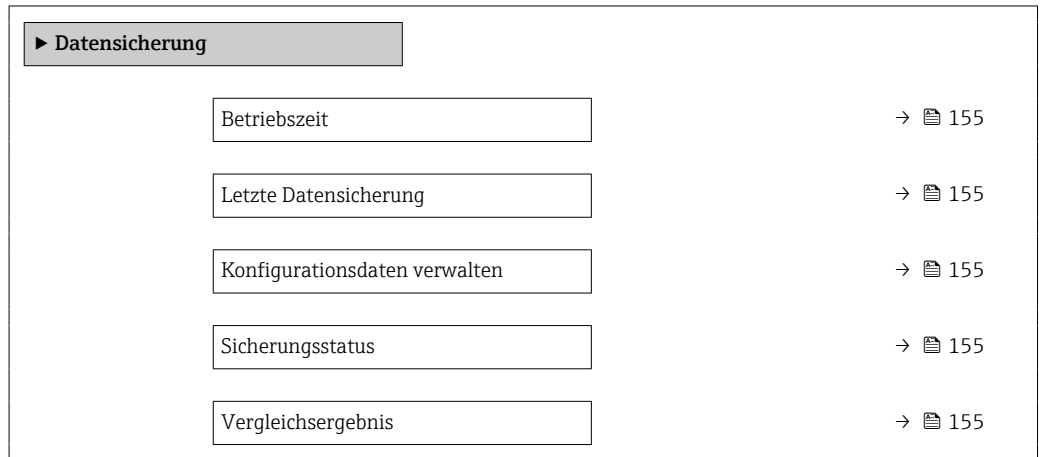 ▶ Datensicherung
Betriebszeit → 155
Letzte Datensicherung → 155
Konfigurationsdaten verwalten → 155
Sicherungsstatus → 155
Vergleichsergebnis → 155